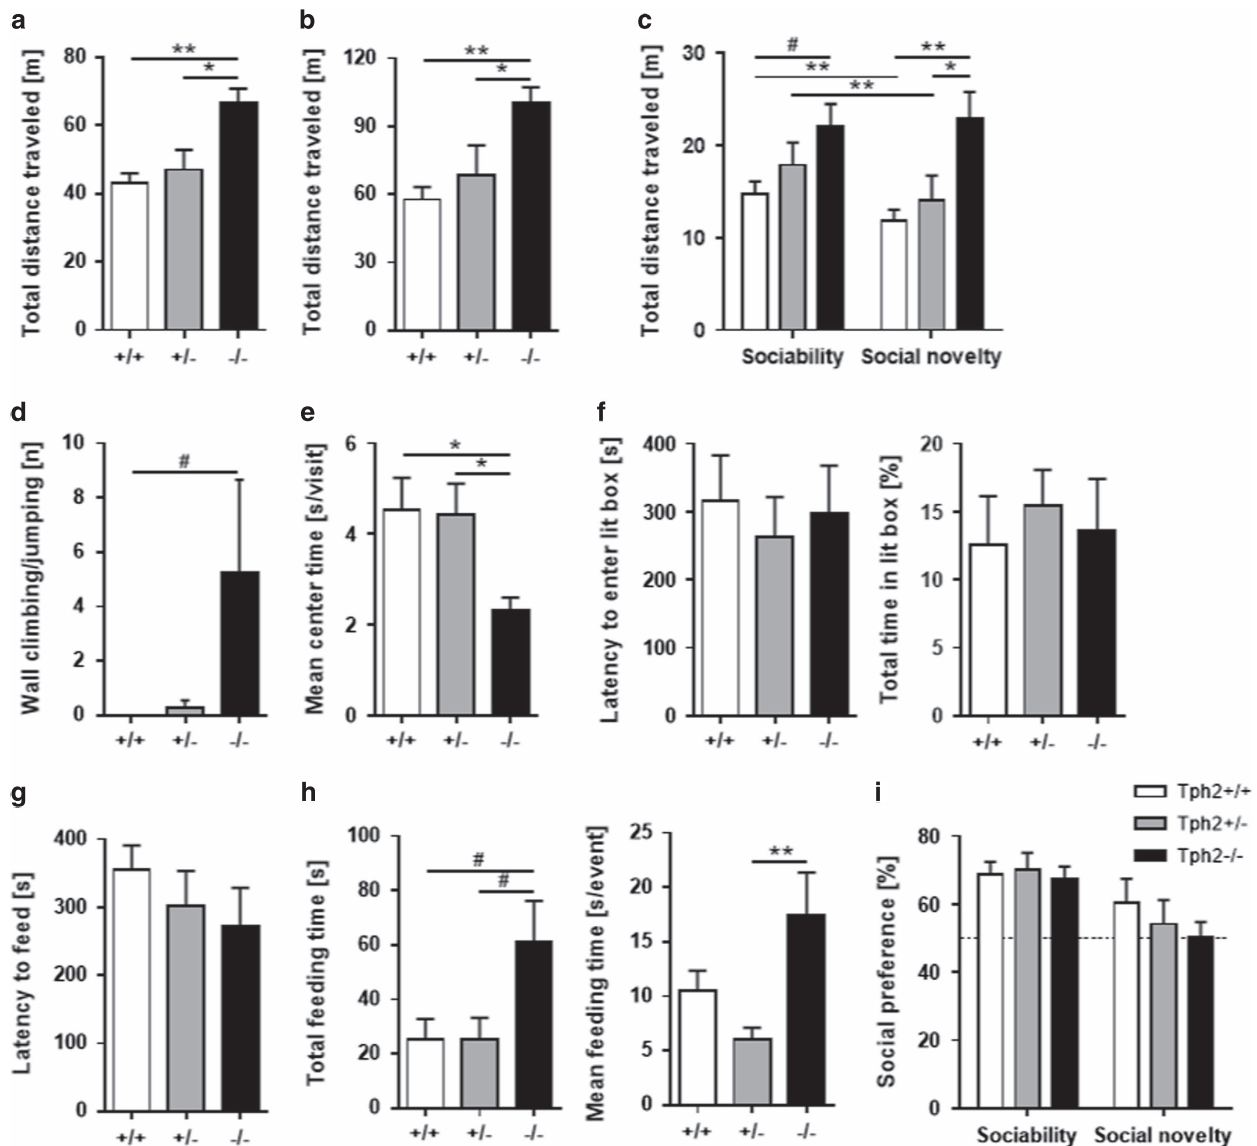 a
Total distance traveled [m]
80
60
40
20
0
**
*
+/+ +/- -/-
b
Total distance traveled [m]
120
90
60
30
0
**
*
+/+ +/- -/-
c
Total distance traveled [m]
30
20
10
0
# **
** *
**
Sociability Social novelty
d
Wall climbing/jumping [n]
10
8
6
4
2
0
#
+/+ +/- -/-
e
Mean center time [s/visit]
6
4
2
0
*
*
+/+ +/- -/-
f
Latency to enter lit box [s]
400
300
200
100
0
+/+ +/- -/-
Total time in lit box [%]
20
15
10
5
0
+/+ +/- -/-
g
Latency to feed [s]
400
300
200
100
0
+/+ +/- -/-
h
Total feeding time [s]
100
80
60
40
20
0
#
#
+/+ +/- -/-
Mean feeding time [s/event]
25
20
15
10
5
0
**
+/+ +/- -/-
i
Tph2+/+
Tph2+/-
Tph2-/-
Social preference [%]
80
60
40
20
0
Sociability Social novelty